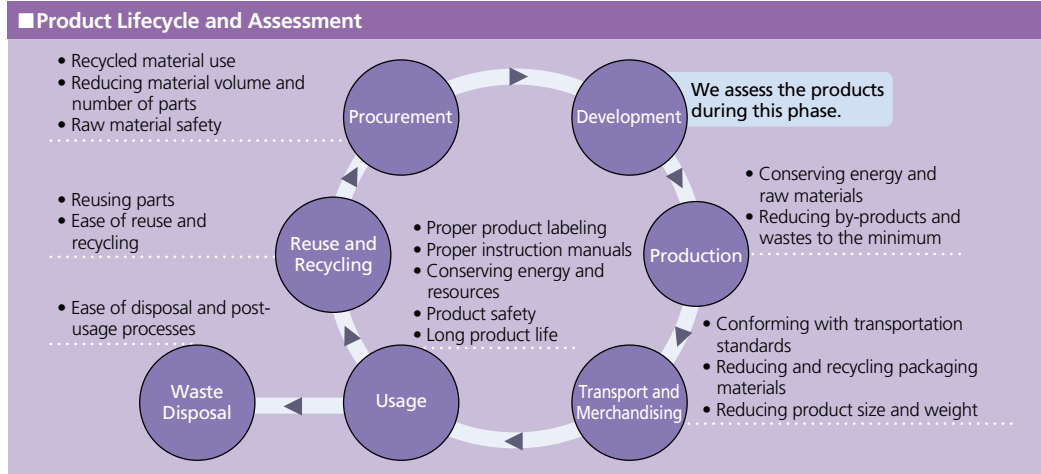 ■Product Lifecycle and Assessment
• Recycled material use
• Reducing material volume and
number of parts
• Raw material safety
Procurement
Development
We assess the products
during this phase.
• Conserving energy and
raw materials
• Reducing by-products and
wastes to the minimum
Production
• Reusing parts
• Ease of reuse and
recycling
Reuse and
Recycling
• Proper product labeling
• Proper instruction manuals
• Conserving energy and
resources
• Product safety
• Long product life
• Ease of disposal and post-
usage processes
• Conforming with transportation
standards
• Reducing and recycling packaging
materials
• Reducing product size and weight
Waste
Disposal
Usage
Transport and
Merchandising